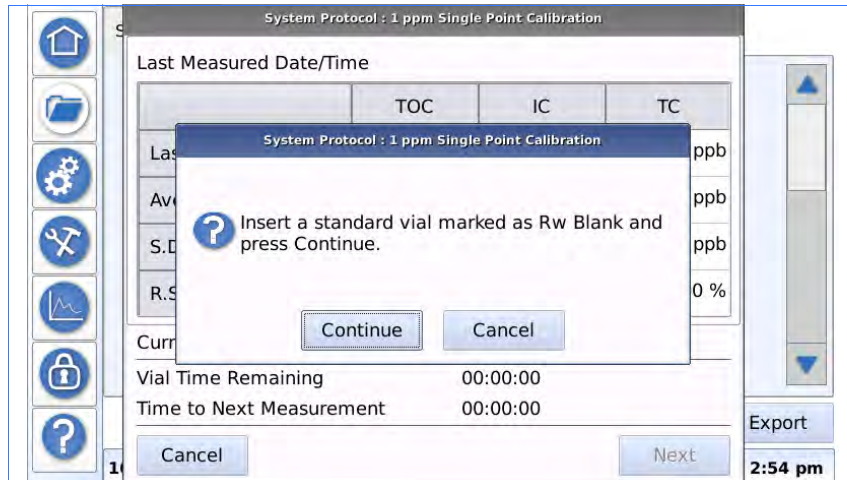 System Protocol : 1 ppm Single Point Calibration
Last Measured Date/Time
TOC IC TC
System Protocol : 1 ppm Single Point Calibration
ppb
ppb
Insert a standard vial marked as Rw Blank and
press Continue.
ppb
0 %
Continue Cancel
Vial Time Remaining 00:00:00
Time to Next Measurement 00:00:00
Export
Cancel Next
2:54 pm